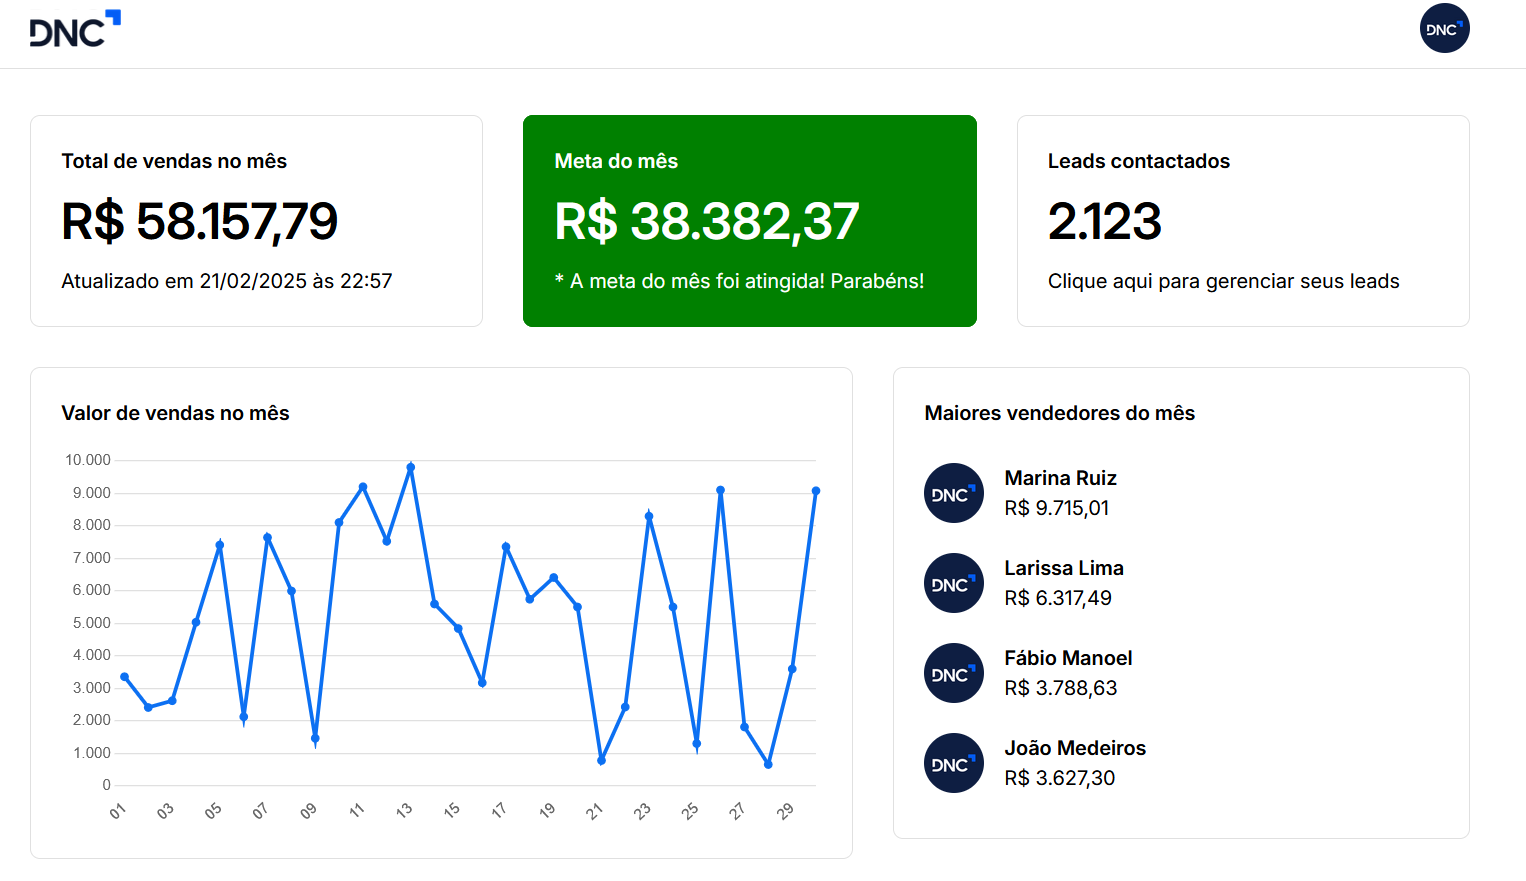 DNC
DNC
Total de vendas no mês
R$ 58.157,79
Atualizado em 21/02/2025 às 22:57
Meta do mês
R$ 38.382,37
* A meta do mês foi atingida! Parabéns!
Leads contactados
2.123
Clique aqui para gerenciar seus leads
Valor de vendas no mês
10.000
9.000
8.000
7.000
6.000
5.000
4.000
3.000
2.000
1.000
0
01 03 05 07 09 11 13 15 17 19 21 23 25 27 29
Maiores vendedores do mês
DNC
Marina Ruiz
R$ 9.715,01
DNC
Larissa Lima
R$ 6.317,49
DNC
Fábio Manoel
R$ 3.788,63
DNC
João Medeiros
R$ 3.627,30